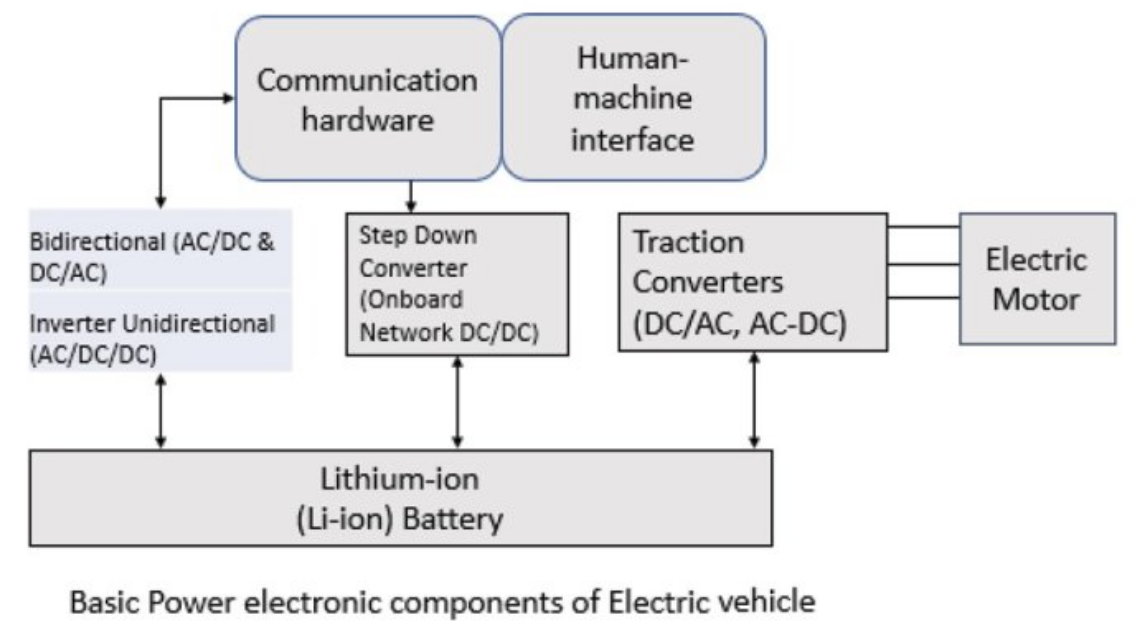 Communication
hardware
Human-
machine
interface
Bidirectional (AC/DC &
DC/AC)
Inverter Unidirectional
(AC/DC/DC)
Step Down
Converter
(Onboard
Network DC/DC)
Traction
Converters
(DC/AC, AC-DC)
Electric
Motor
Lithium-ion
(Li-ion) Battery
Basic Power electronic components of Electric vehicle